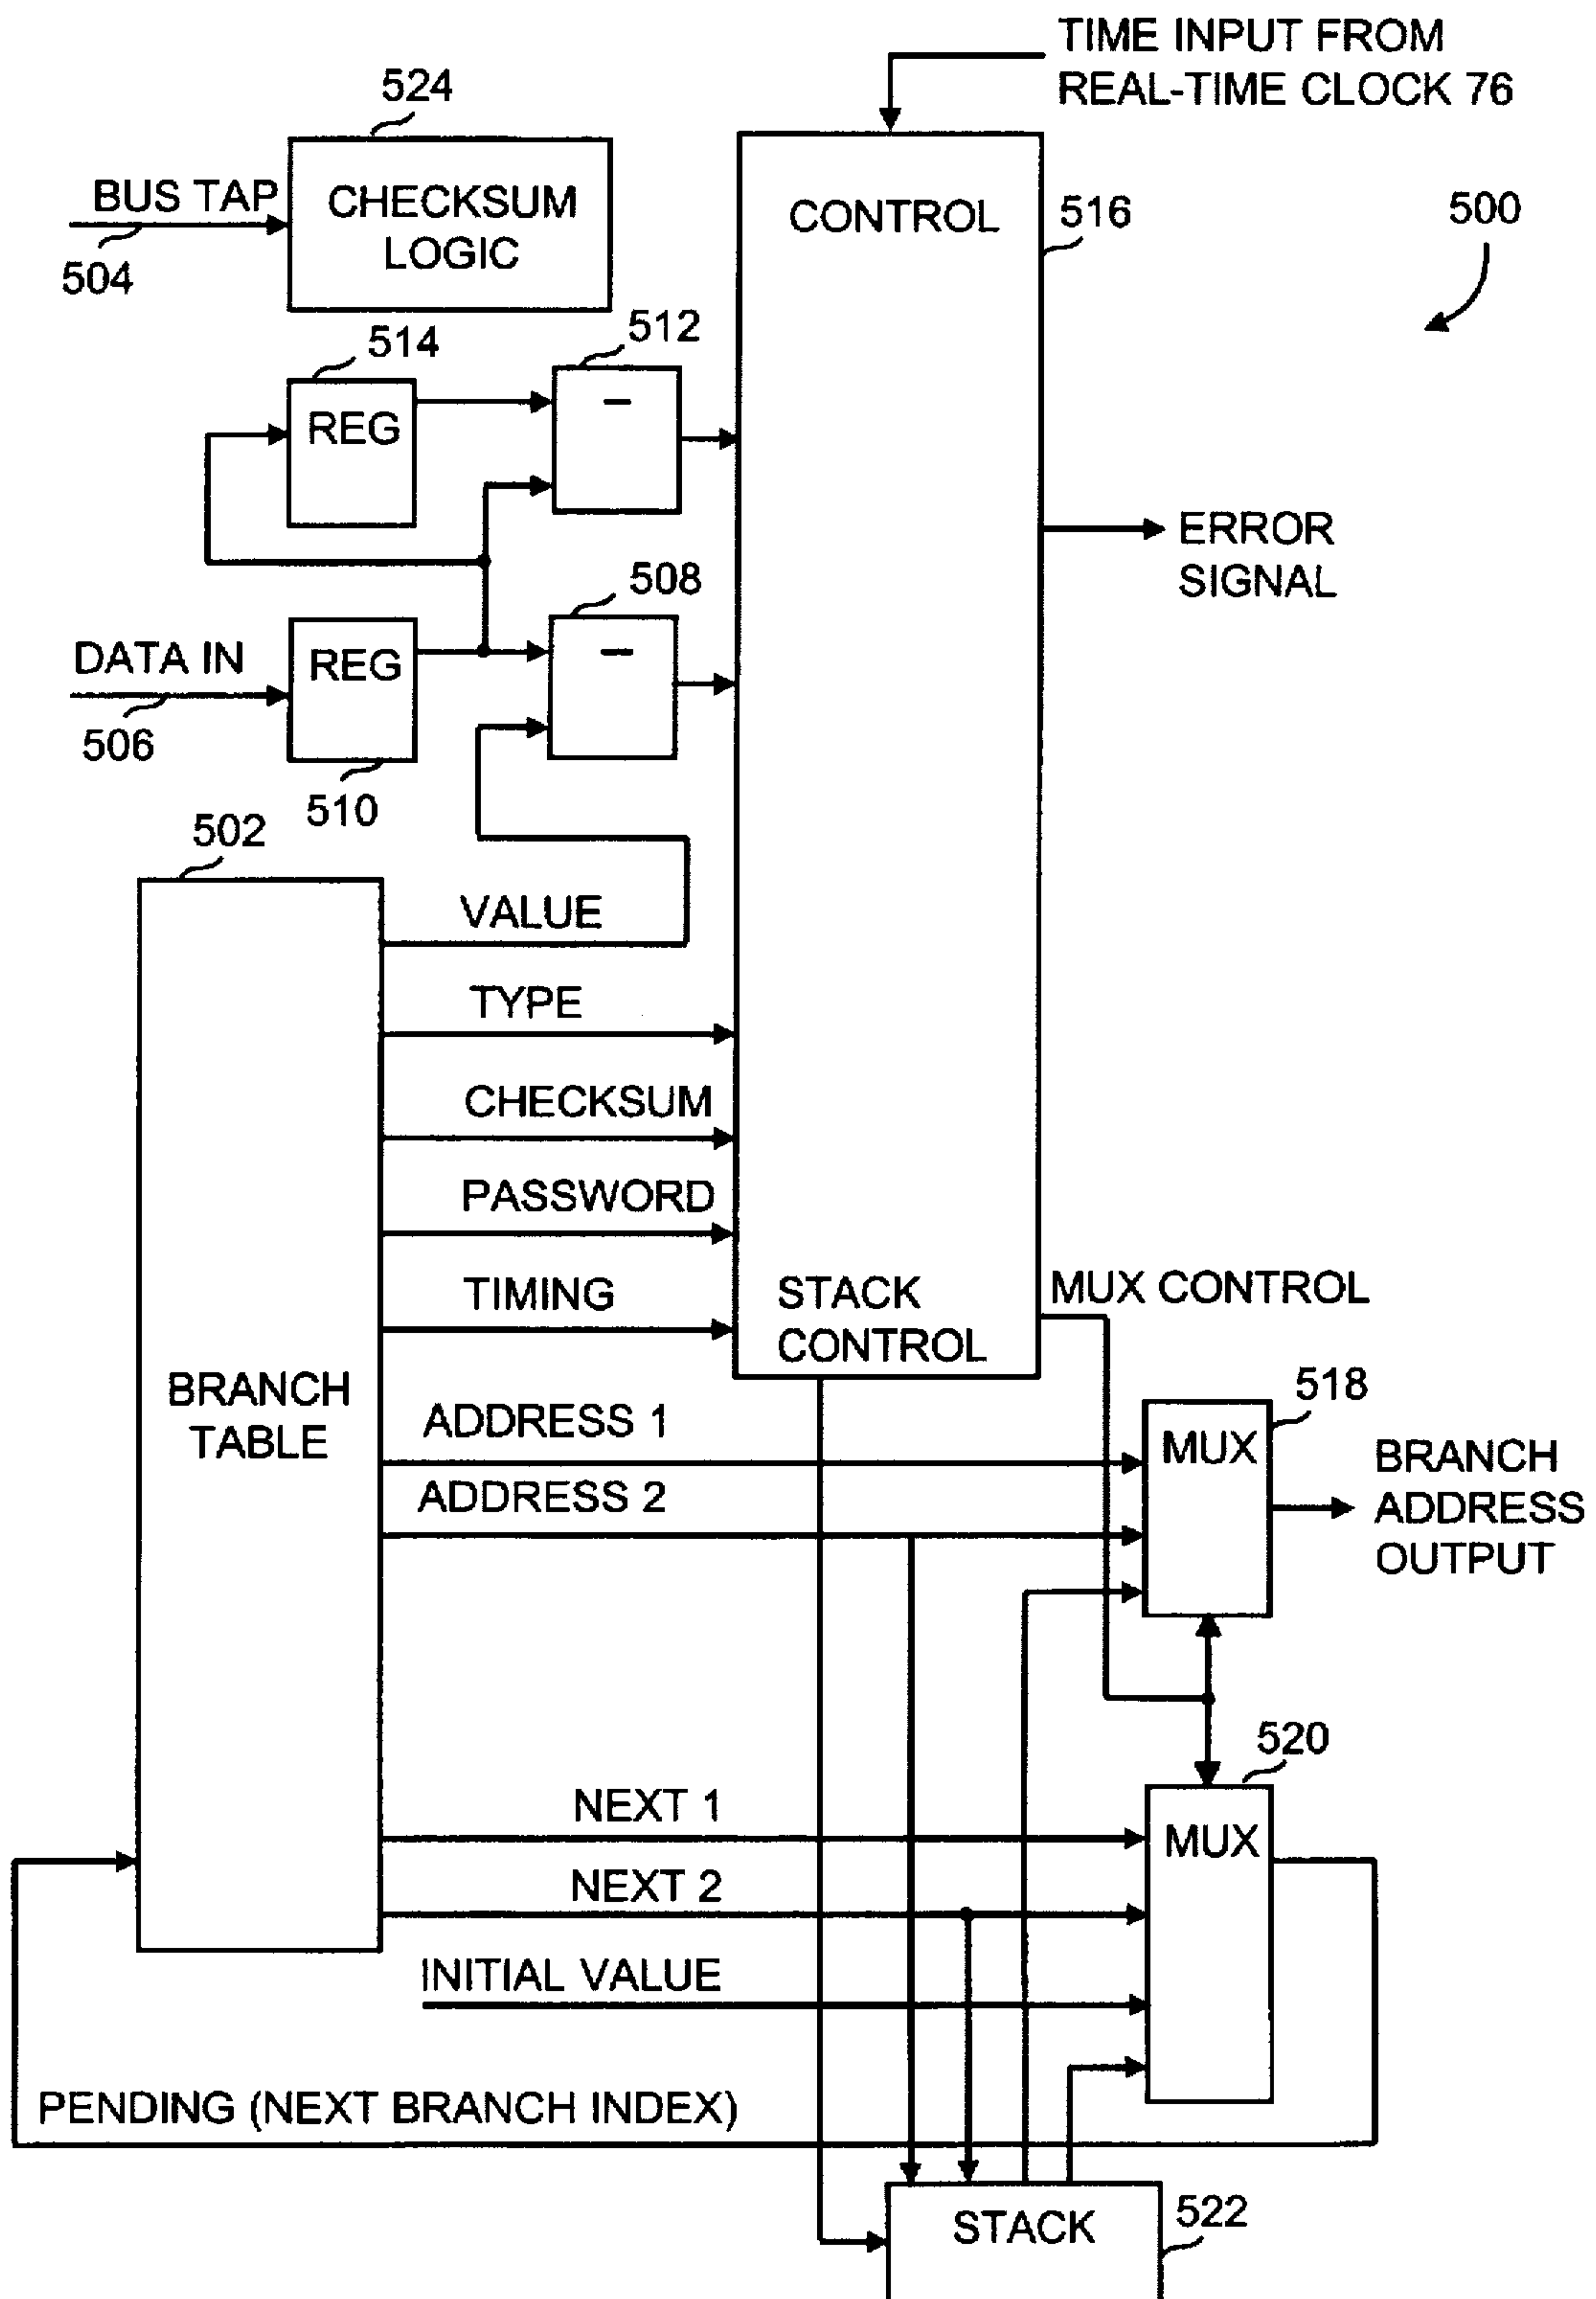 TIME INPUT FROM
REAL-TIME CLOCK 76
524
BUS TAP
504
CHECKSUM
LOGIC
CONTROL
516
500
514
REG
512
–
ERROR
SIGNAL
508
–
DATA IN
506
REG
510
502
VALUE
TYPE
CHECKSUM
PASSWORD
TIMING
STACK
CONTROL
MUX CONTROL
BRANCH
TABLE
ADDRESS 1
ADDRESS 2
518
MUX
BRANCH
ADDRESS
OUTPUT
520
NEXT 1
MUX
NEXT 2
INITIAL VALUE
PENDING (NEXT BRANCH INDEX)
STACK
522